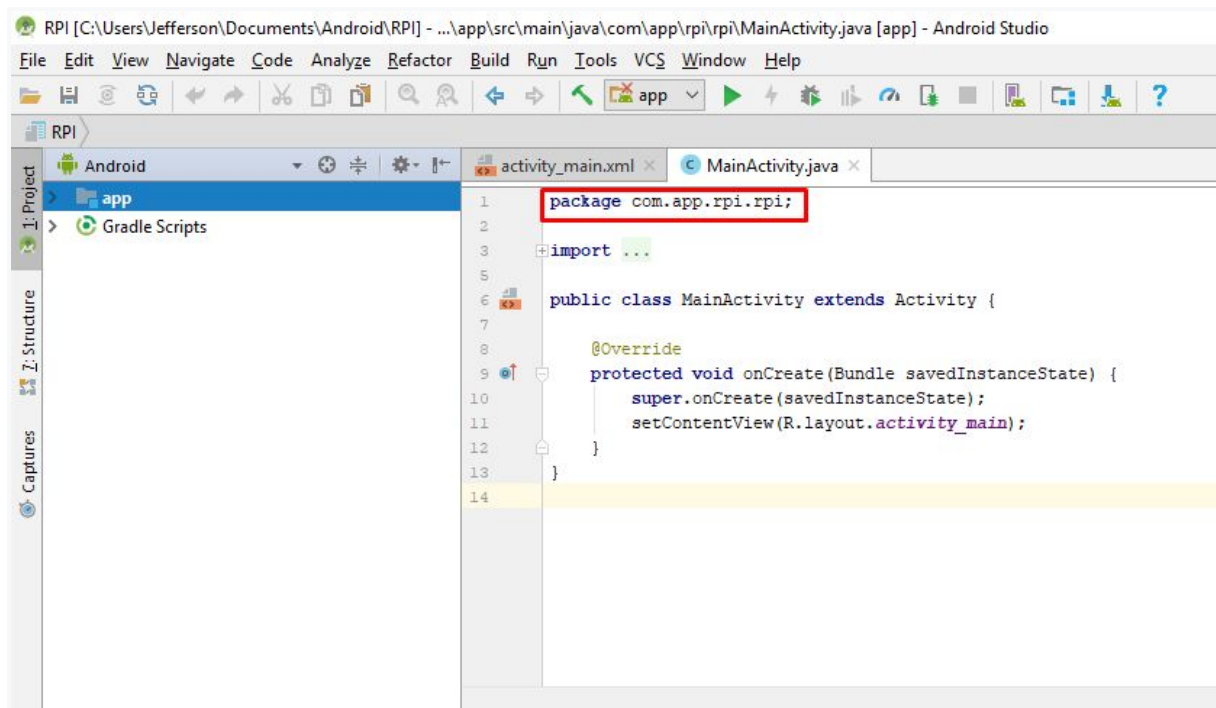 RPI [C:\Users\Jefferson\Documents\Android\RPI] - ...\app\src\main\java\com\app\rpi\rpi\MainActivity.java [app] - Android Studio
File Edit View Navigate Code Analyze Refactor Build Run Tools VCS Window Help
app
RPI
Android
activity_main.xml
MainActivity.java
1: Project
app
Gradle Scripts
7: Structure
Captures
1 package com.app.rpi.rpi;
2
3 import ...
5
6 public class MainActivity extends Activity {
7
8 @Override
9 protected void onCreate(Bundle savedInstanceState) {
10 super.onCreate(savedInstanceState);
11 setContentView(R.layout.activity_main);
12 }
13 }
14